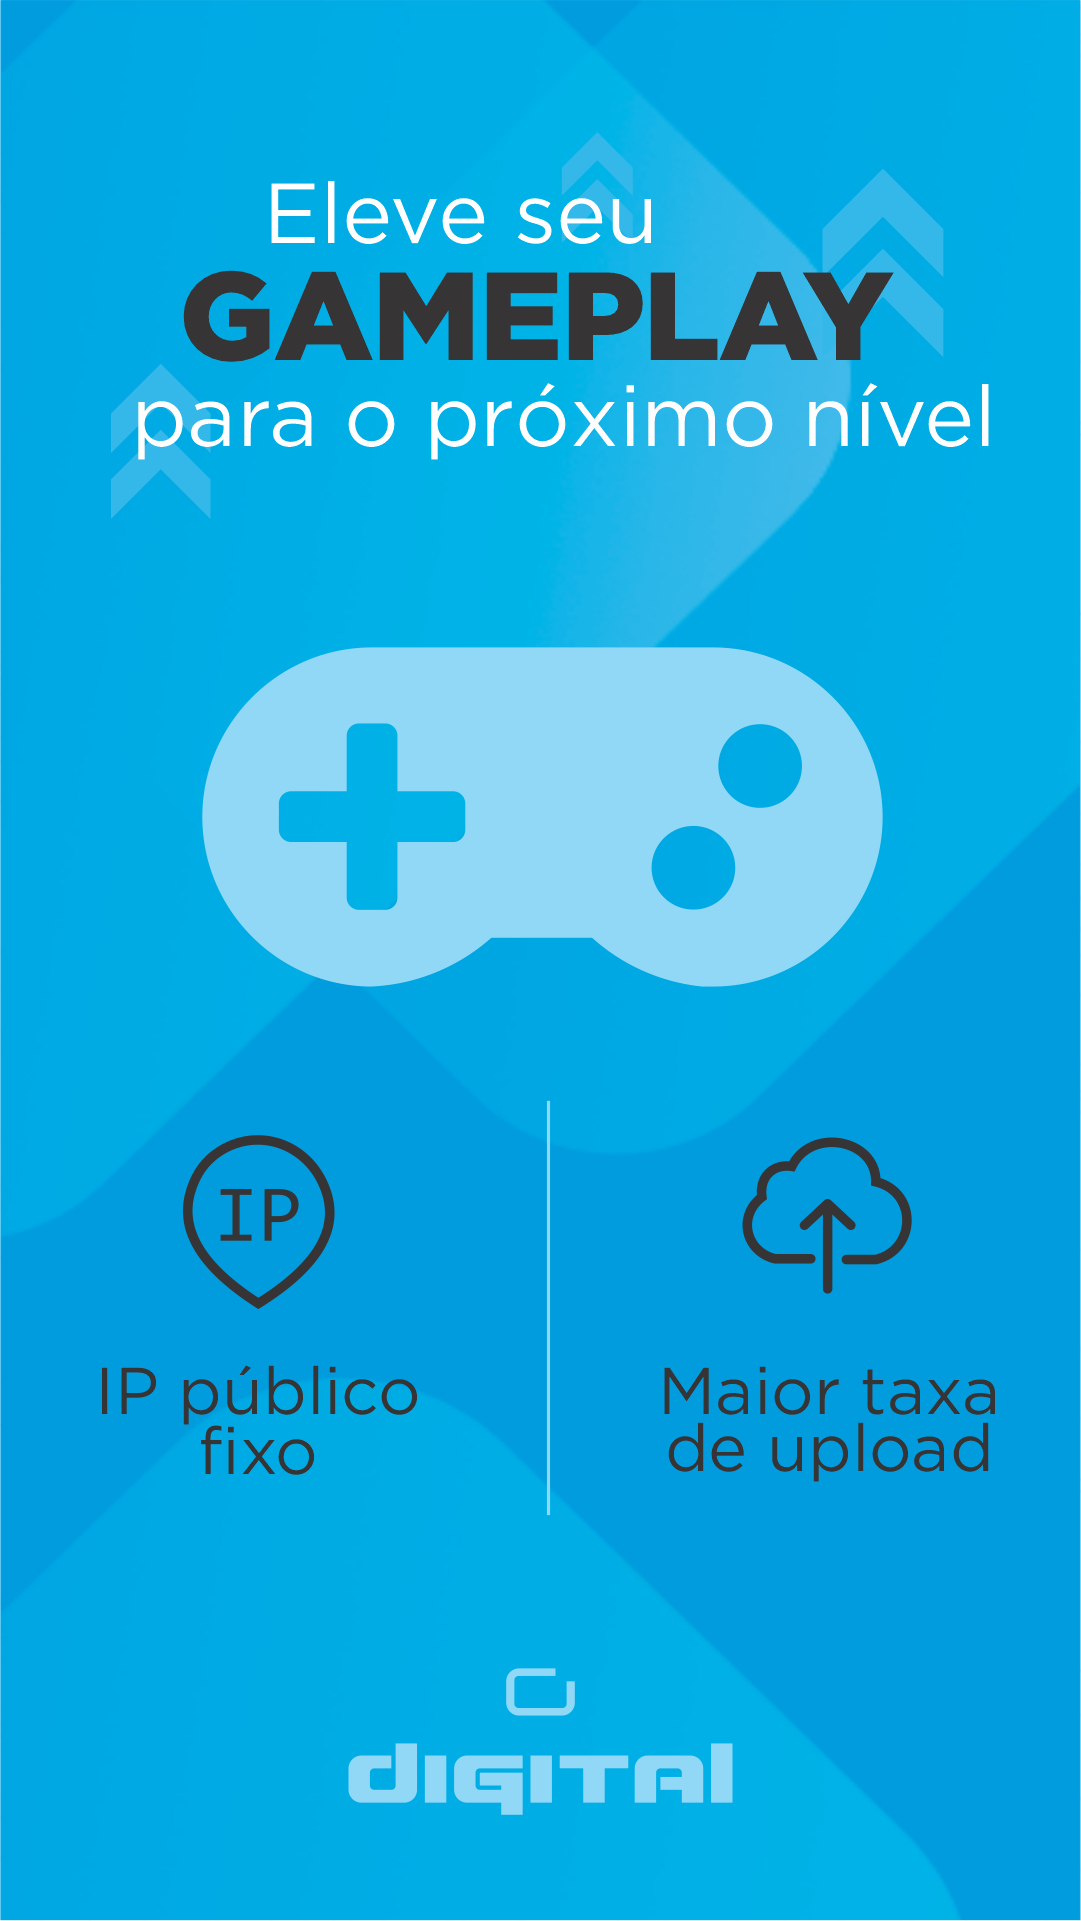 Eleve seu
GAMEPLAY
para o próximo nível
IP
IP público
fixo
Maior taxa
de upload
digital